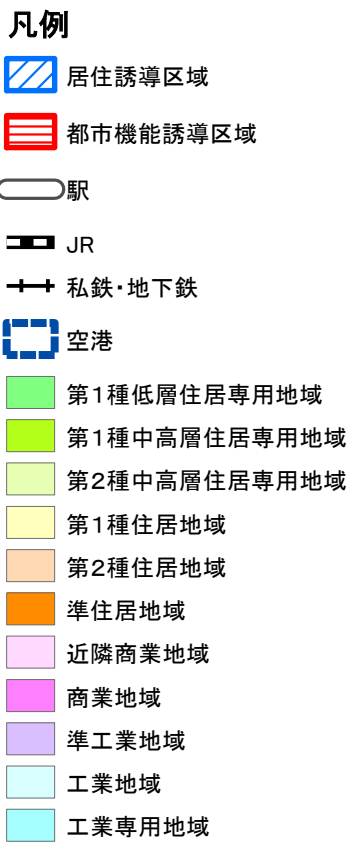 凡例
居住誘導区域
都市機能誘導区域
駅
JR
私鉄・地下鉄
空港
第1種低層住居専用地域
第1種中高層住居専用地域
第2種中高層住居専用地域
第1種住居地域
第2種住居地域
準住居地域
近隣商業地域
商業地域
準工業地域
工業地域
工業専用地域